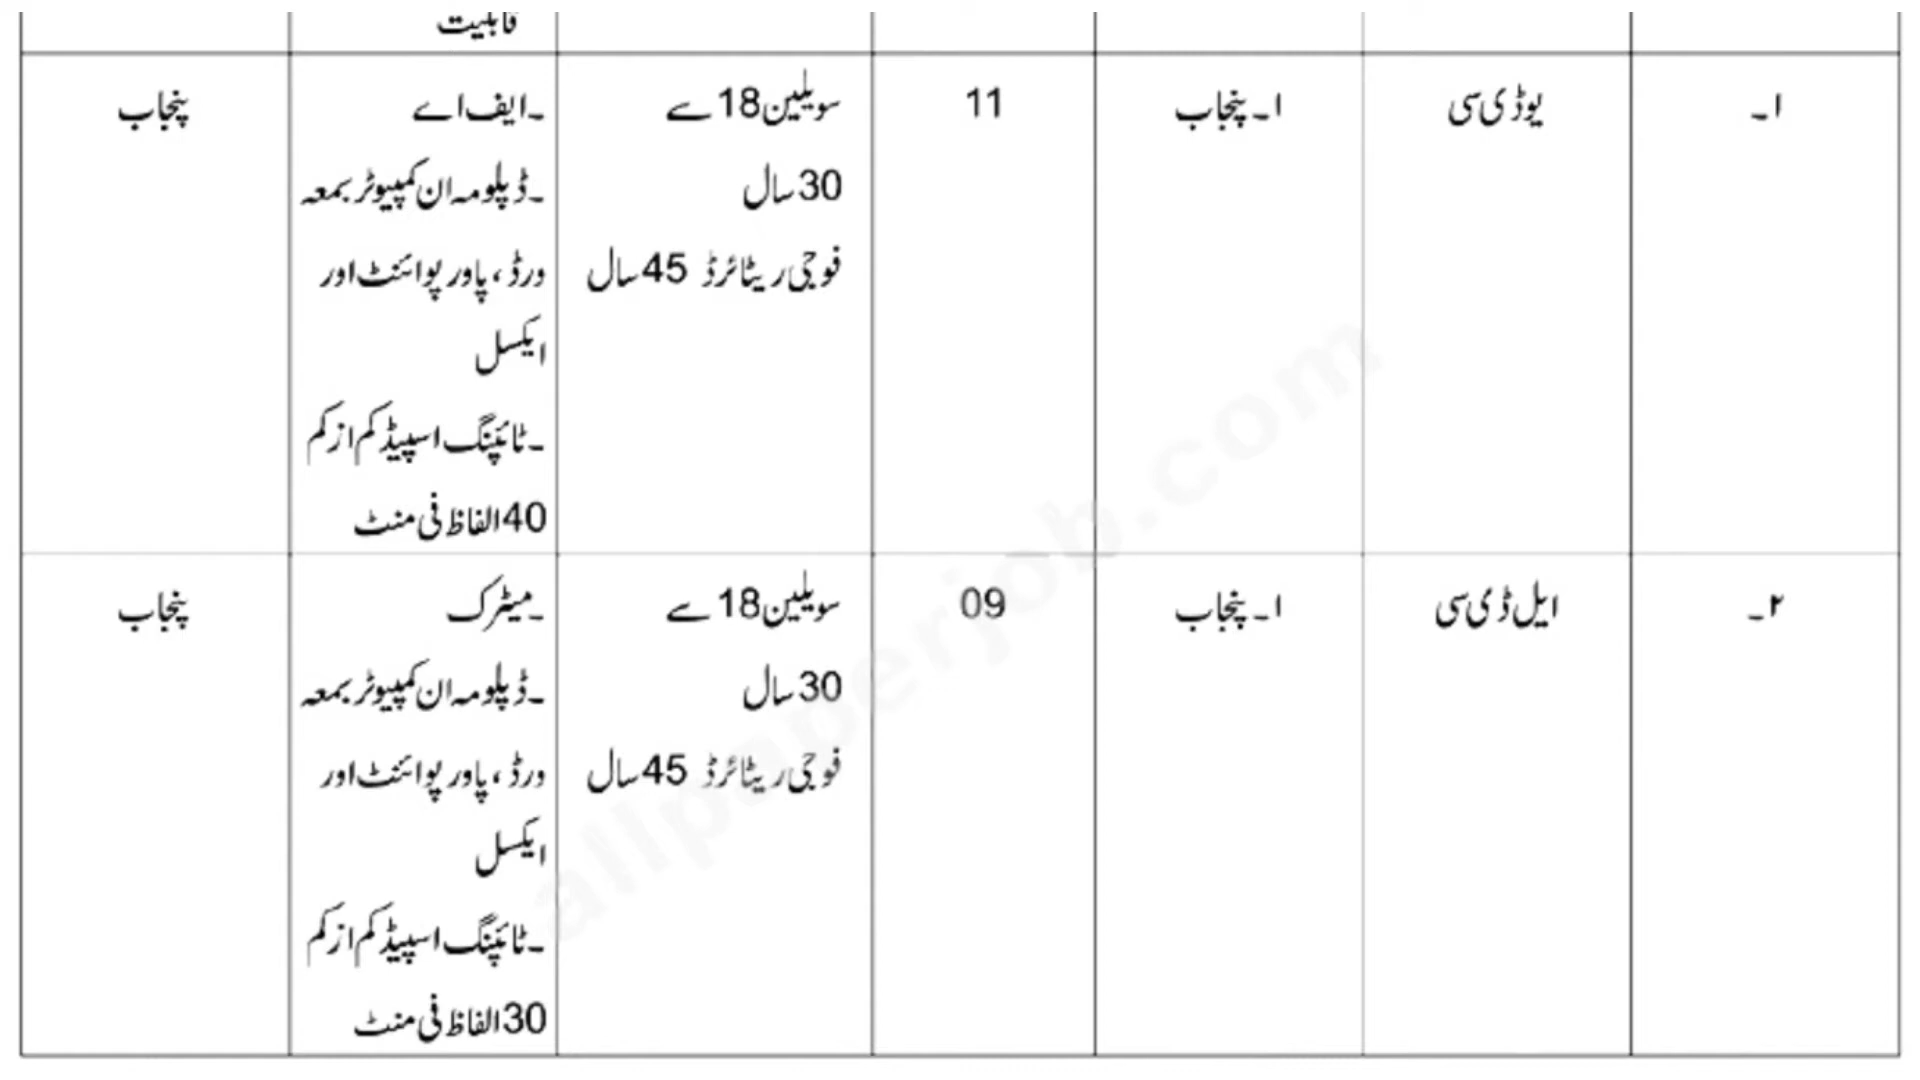 قابلیت
۱۔ یوڈی سی ۱۔ پنجاب 11 سویلین 18 سے ۔ایف اے پنجاب
30 سال ۔ڈپلومہ ان کمپیوٹر بمعہ
فوجی ریٹائرڈ 45 سال ورڈ، پاور پوائنٹ اور
ایکسل
۔ٹائپنگ اسپیڈ کم از کم
40 الفاظ فی منٹ
۲۔ ایل ڈی سی ۱۔ پنجاب 09 سویلین 18 سے ۔میٹرک پنجاب
30 سال ۔ڈپلومہ ان کمپیوٹر بمعہ
فوجی ریٹائرڈ 45 سال ورڈ، پاور پوائنٹ اور
ایکسل
۔ٹائپنگ اسپیڈ کم از کم
30 الفاظ فی منٹ
allpaperjob.com